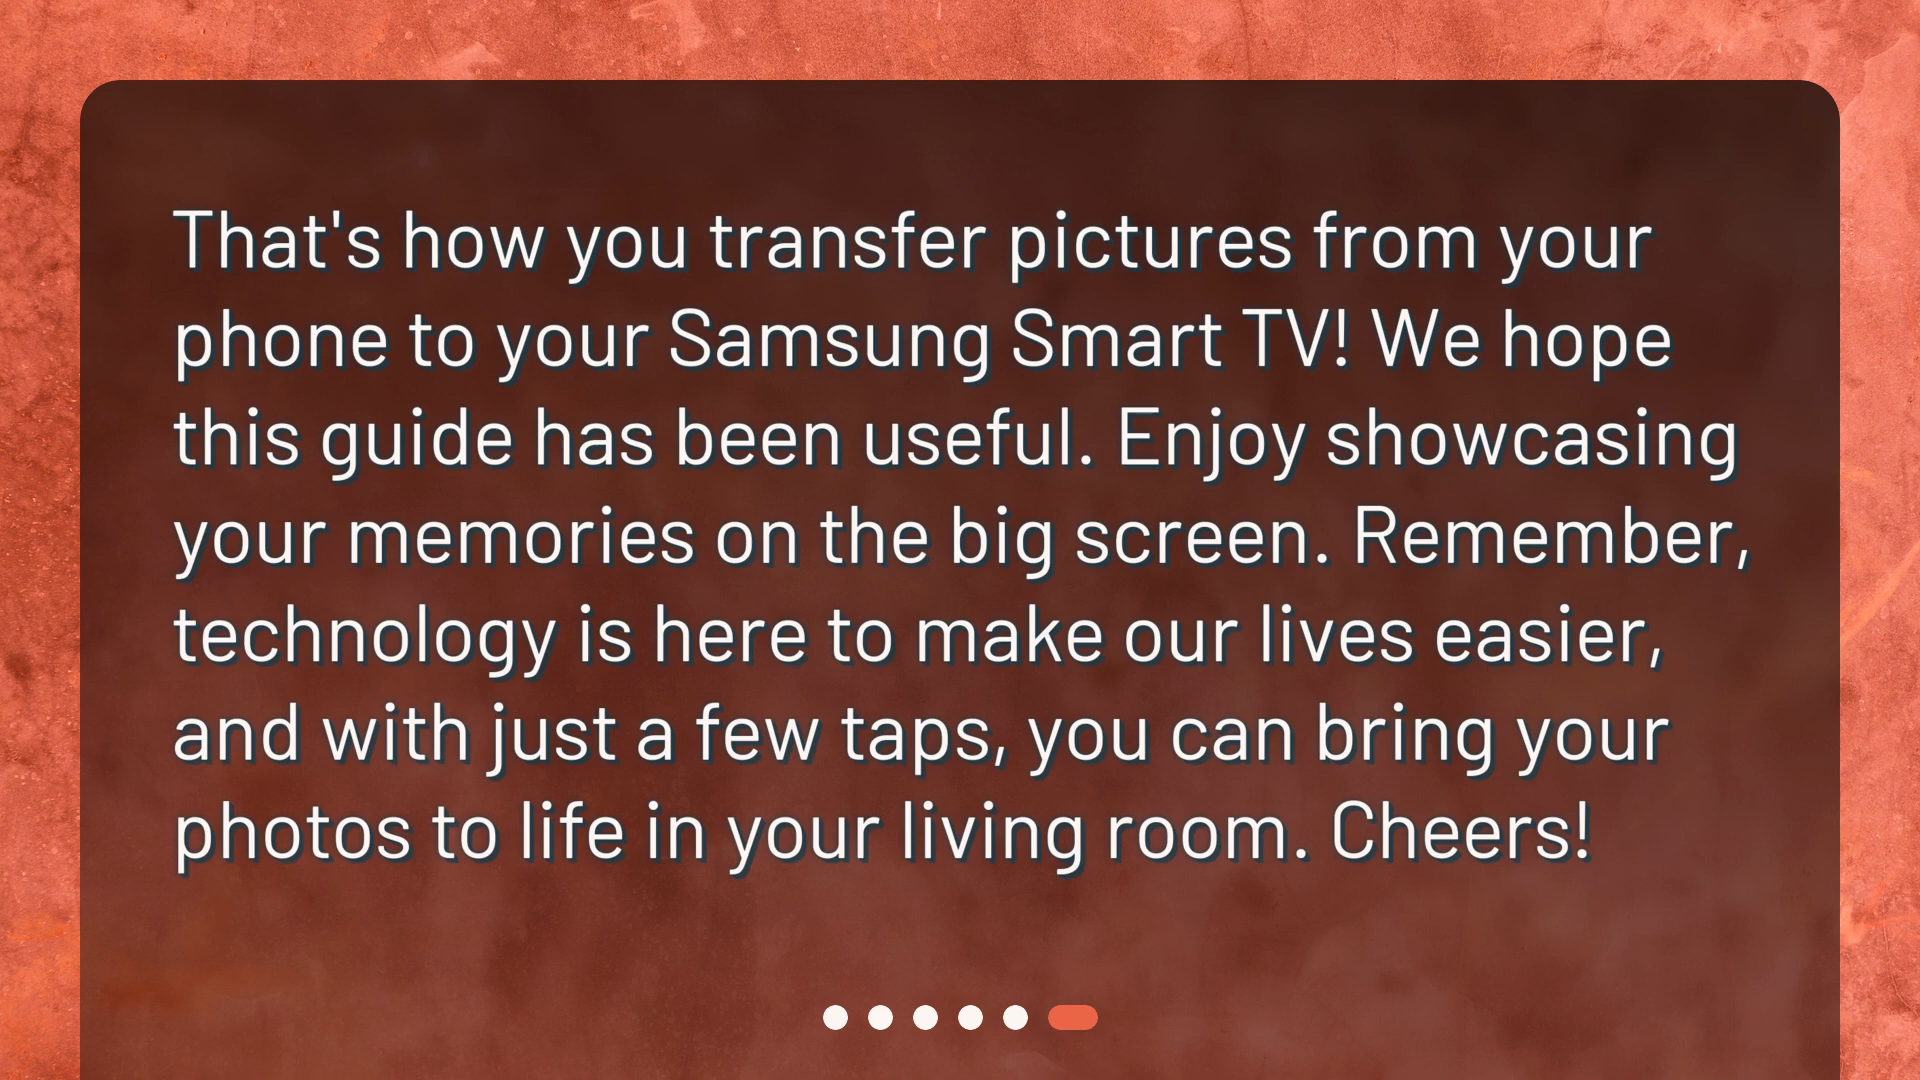 That's how you transfer pictures from your
phone to your Samsung Smart TV! We hope
this guide has been useful. Enjoy showcasing
your memories on the big screen. Remember,
technology is here to make our lives easier,
and with just a few taps, you can bring your
photos to life in your living room. Cheers!